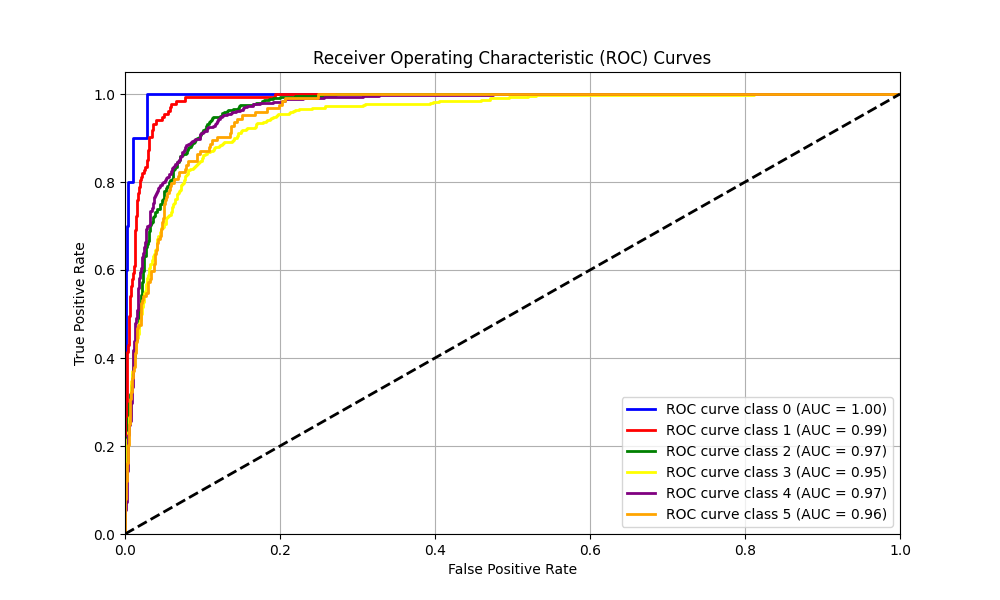 Receiver Operating Characteristic (ROC) Curves
1.0
0.8
0.6
0.4
0.2
0.0
True Positive Rate
ROC curve class 0 (AUC = 1.00)
ROC curve class 1 (AUC = 0.99)
ROC curve class 2 (AUC = 0.97)
ROC curve class 3 (AUC = 0.95)
ROC curve class 4 (AUC = 0.97)
ROC curve class 5 (AUC = 0.96)
0.0 0.2 0.4 0.6 0.8 1.0
False Positive Rate